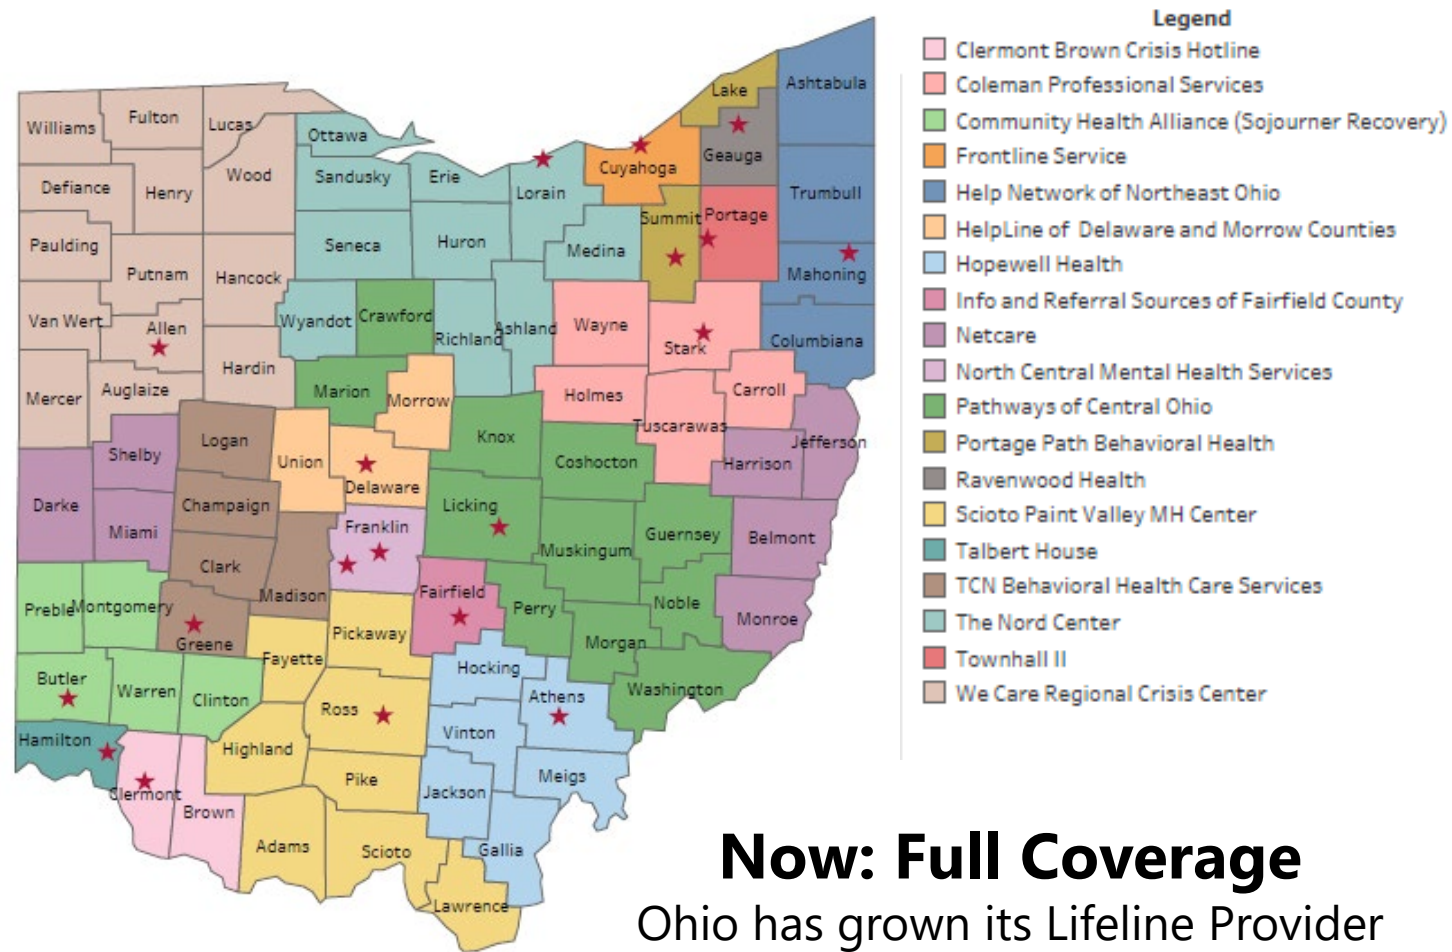 Legend
Clermont Brown Crisis Hotline
Coleman Professional Services
Community Health Alliance (Sojourner Recovery)
Frontline Service
Help Network of Northeast Ohio
HelpLine of Delaware and Morrow Counties
Hopewell Health
Info and Referral Sources of Fairfield County
Netcare
North Central Mental Health Services
Pathways of Central Ohio
Portage Path Behavioral Health
Ravenwood Health
Scioto Paint Valley MH Center
Talbert House
TCN Behavioral Health Care Services
The Nord Center
Townhall II
We Care Regional Crisis Center
Williams
Fulton
Lucas
Ottawa
Lake
Ashtabula
Defiance
Henry
Wood
Sandusky
Erie
Lorain
Cuyahoga
Geauga
Trumbull
Paulding
Putnam
Hancock
Seneca
Huron
Medina
Summit
Portage
Mahoning
Van Wert
Allen
Wyandot
Crawford
Richland
Ashland
Wayne
Stark
Columbiana
Mercer
Auglaize
Hardin
Marion
Morrow
Holmes
Tuscarawas
Carroll
Shelby
Logan
Union
Delaware
Knox
Coshocton
Harrison
Jefferson
Darke
Miami
Champaign
Franklin
Licking
Muskingum
Guernsey
Belmont
Preble
Montgomery
Clark
Greene
Madison
Fairfield
Perry
Noble
Monroe
Pickaway
Morgan
Butler
Warren
Clinton
Fayette
Hocking
Athens
Washington
Hamilton
Ross
Vinton
Highland
Clermont
Brown
Pike
Jackson
Meigs
Adams
Scioto
Gallia
Lawrence
Now: Full Coverage
Ohio has grown its Lifeline Provider